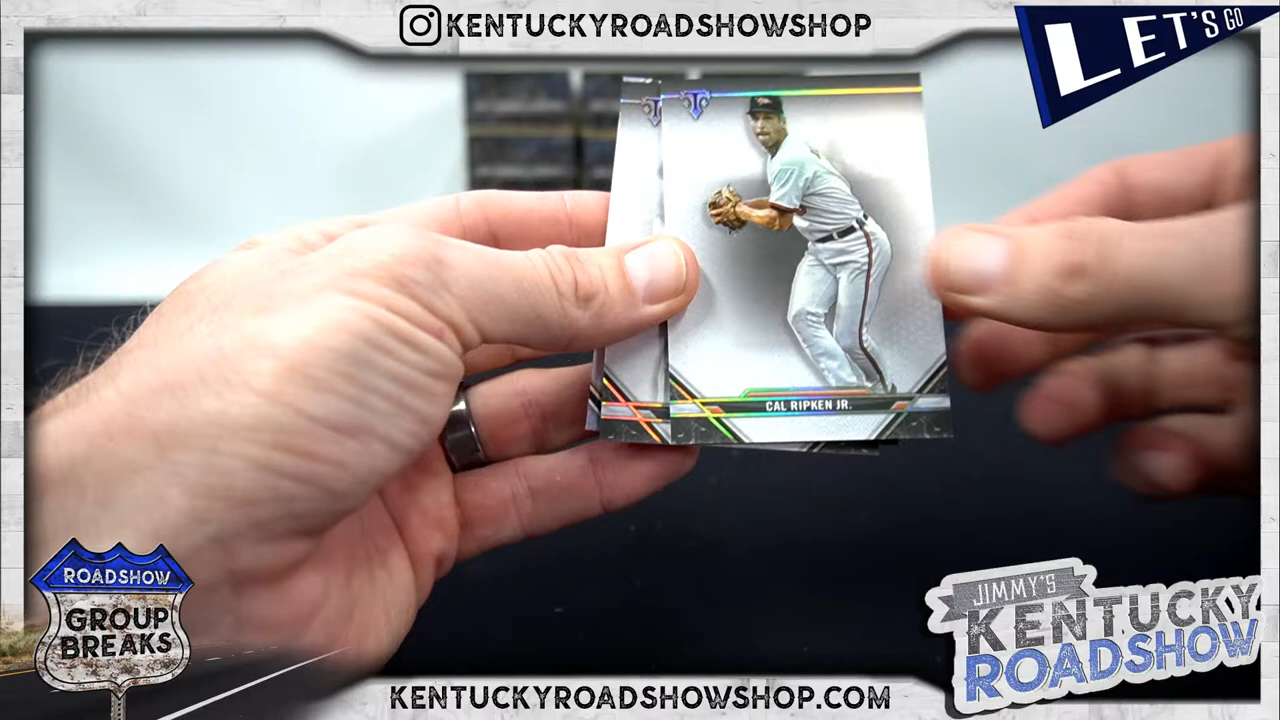 KENTUCKYROADSHOWSHOP
LET'S GO
CAL RIPKEN JR.
ROADSHOW
GROUP
BREAKS
JIMMY'S
KENTUCKY
ROADSHOW
KENTUCKYROADSHOWSHOP.COM